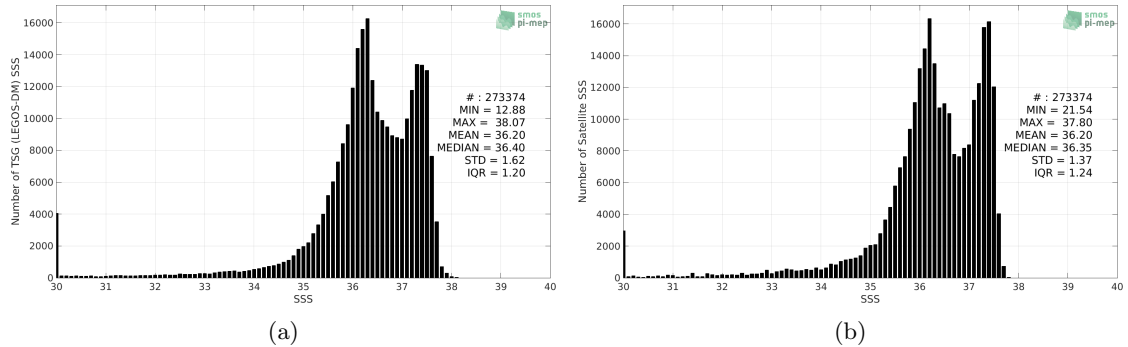 smos
pi-mep
16000
14000
12000
10000
8000
6000
4000
2000
0
Number of TSG (LEGOS-DM) SSS
# : 273374
MIN = 12.88
MAX = 38.07
MEAN = 36.20
MEDIAN = 36.40
STD = 1.62
IQR = 1.20
30 31 32 33 34 35 36 37 38 39 40
SSS
(a)
smos
pi-mep
16000
14000
12000
10000
8000
6000
4000
2000
0
Number of Satellite SSS
# : 273374
MIN = 21.54
MAX = 37.80
MEAN = 36.20
MEDIAN = 36.35
STD = 1.37
IQR = 1.24
30 31 32 33 34 35 36 37 38 39 40
SSS
(b)